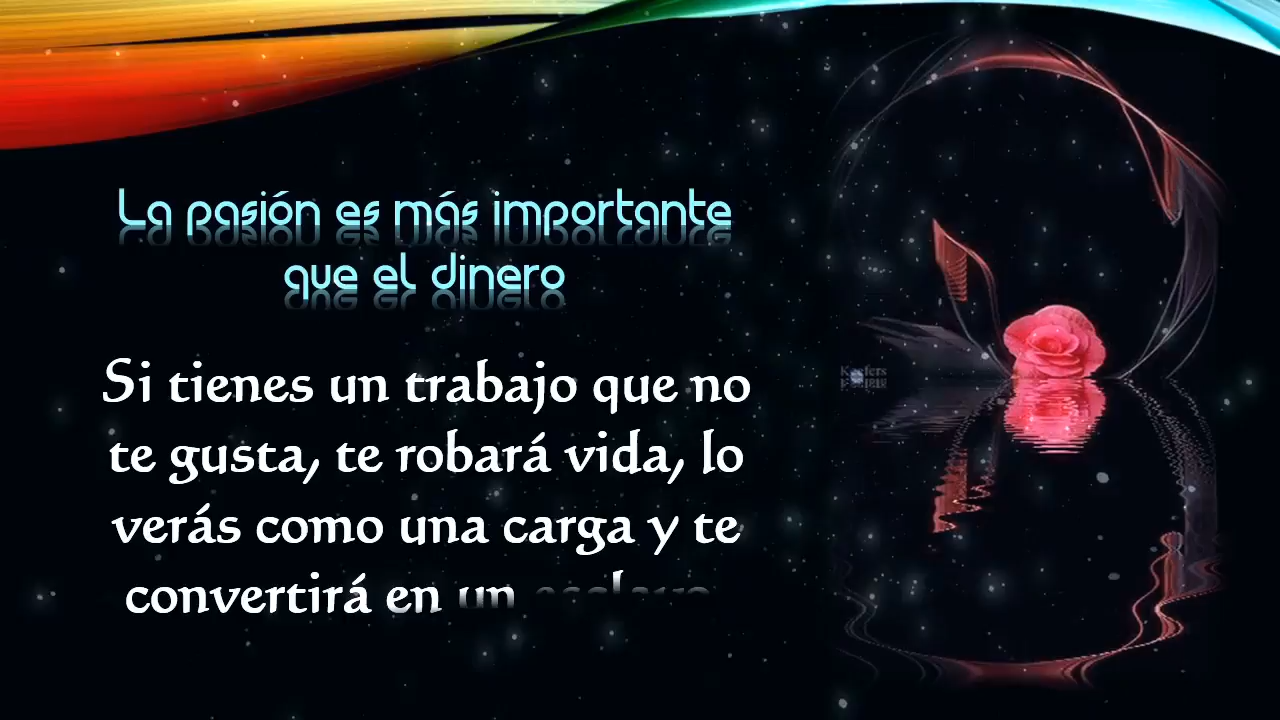 La pasión es más importante
que el dinero
Si tienes un trabajo que no
te gusta, te robará vida, lo
verás como una carga y te
convertirá en un
Keefers